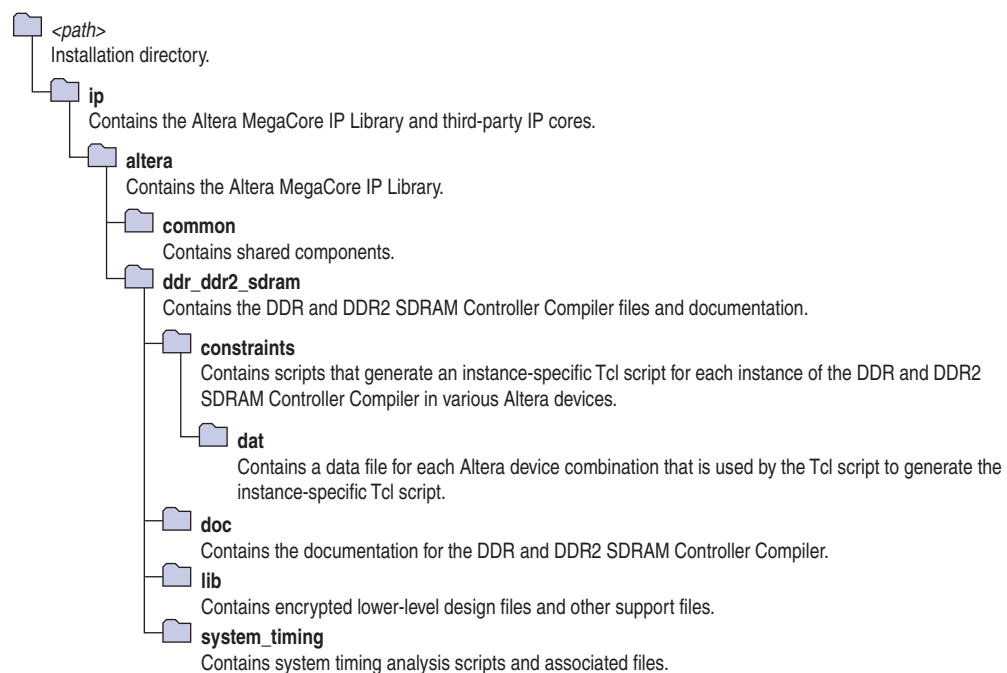 <path>
Installation directory.
ip
Contains the Altera MegaCore IP Library and third-party IP cores.
altera
Contains the Altera MegaCore IP Library.
common
Contains shared components.
ddr_ddr2_sdram
Contains the DDR and DDR2 SDRAM Controller Compiler files and documentation.
constraints
Contains scripts that generate an instance-specific Tcl script for each instance of the DDR and DDR2
SDRAM Controller Compiler in various Altera devices.
dat
Contains a data file for each Altera device combination that is used by the Tcl script to generate the
instance-specific Tcl script.
doc
Contains the documentation for the DDR and DDR2 SDRAM Controller Compiler.
lib
Contains encrypted lower-level design files and other support files.
system_timing
Contains system timing analysis scripts and associated files.